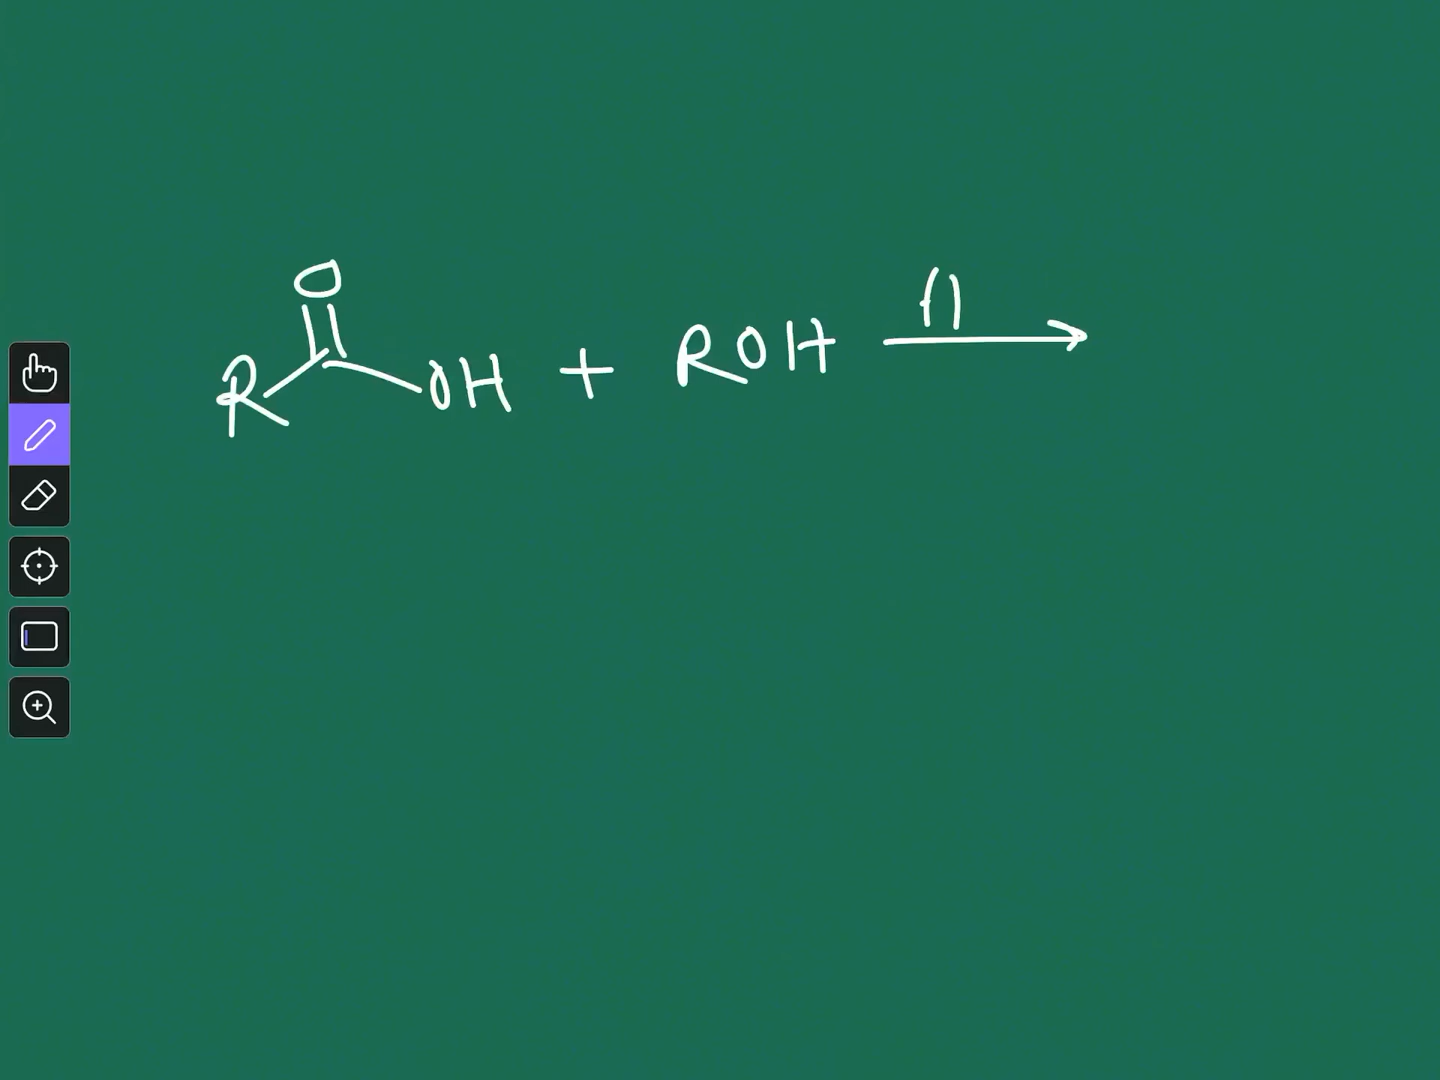 O
R OH + ROH →